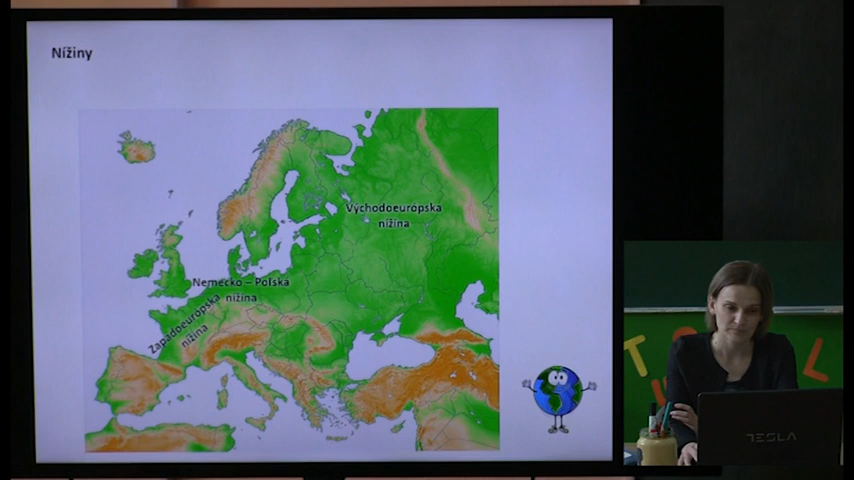 Nížiny
Východoeurópska
nížina
Nemecko – Poľská
nížina
Západoeurópska
nížina
TESLA